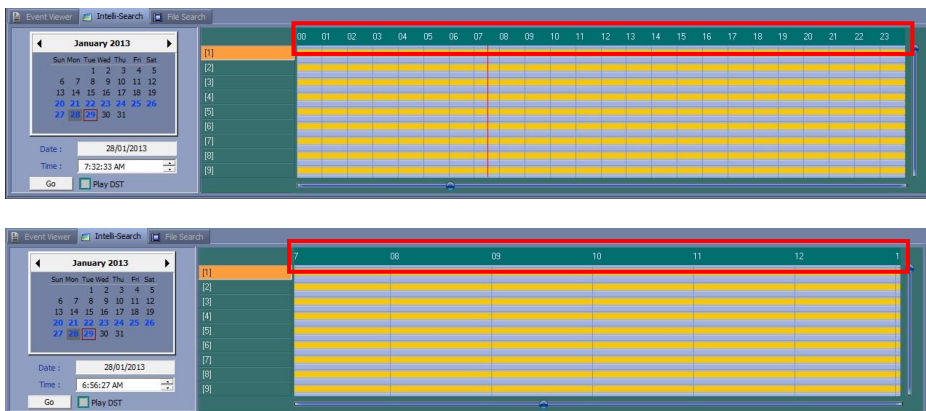 Event Viewer Intelli-Search File Search
00 01 02 03 04 05 06 07 08 09 10 11 12 13 14 15 16 17 18 19 20 21 22 23
January 2013
Sun Mon Tue Wed Thu Fri Sat
1 2 3 4 5
6 7 8 9 10 11 12
13 14 15 16 17 18 19
20 21 22 23 24 25 26
27 28 29 30 31
Date : 28/01/2013
Time : 7:32:33 AM
Go Play DST
[1]
[2]
[3]
[4]
[5]
[6]
[7]
[8]
[9]
Event Viewer Intelli-Search File Search
7 08 09 10 11 12 1
January 2013
Sun Mon Tue Wed Thu Fri Sat
1 2 3 4 5
6 7 8 9 10 11 12
13 14 15 16 17 18 19
20 21 22 23 24 25 26
27 28 29 30 31
Date : 28/01/2013
Time : 6:56:27 AM
Go Play DST
[1]
[2]
[3]
[4]
[5]
[6]
[7]
[8]
[9]